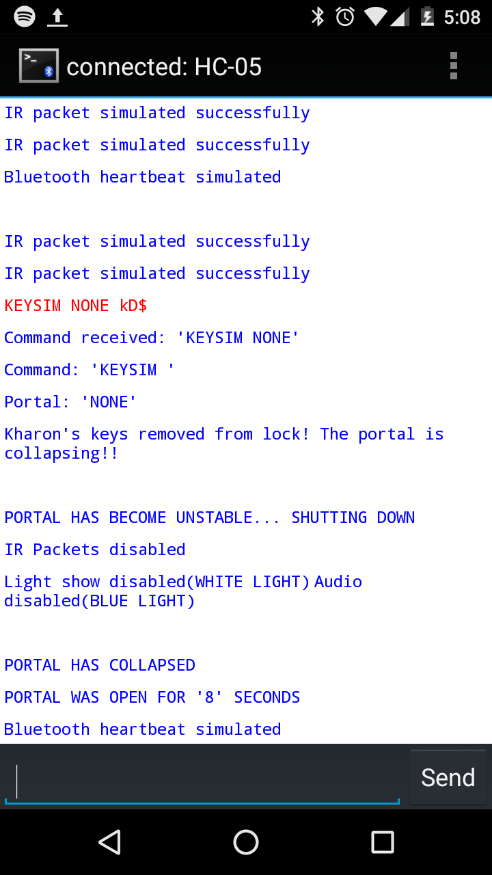 5:08
>_
connected: HC-05
IR packet simulated successfully
IR packet simulated successfully
Bluetooth heartbeat simulated
IR packet simulated successfully
IR packet simulated successfully
KEYSIM NONE kD$
Command received: 'KEYSIM NONE'
Command: 'KEYSIM '
Portal: 'NONE'
Kharon's keys removed from lock! The portal is
collapsing!!
PORTAL HAS BECOME UNSTABLE... SHUTTING DOWN
IR Packets disabled
Light show disabled(WHITE LIGHT) Audio
disabled(BLUE LIGHT)
PORTAL HAS COLLAPSED
PORTAL WAS OPEN FOR '8' SECONDS
Bluetooth heartbeat simulated
Send